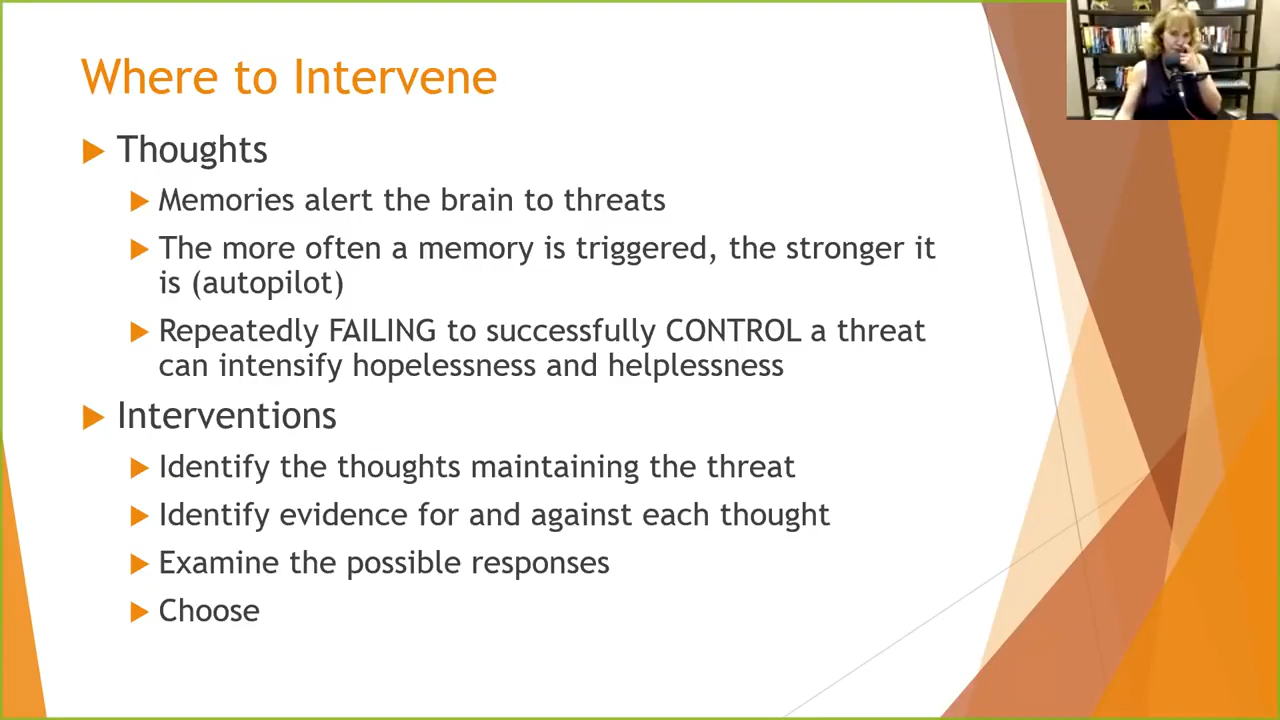 Where to Intervene
Thoughts
Memories alert the brain to threats
The more often a memory is triggered, the stronger it
is (autopilot)
Repeatedly FAILING to successfully CONTROL a threat
can intensify hopelessness and helplessness
Interventions
Identify the thoughts maintaining the threat
Identify evidence for and against each thought
Examine the possible responses
Choose